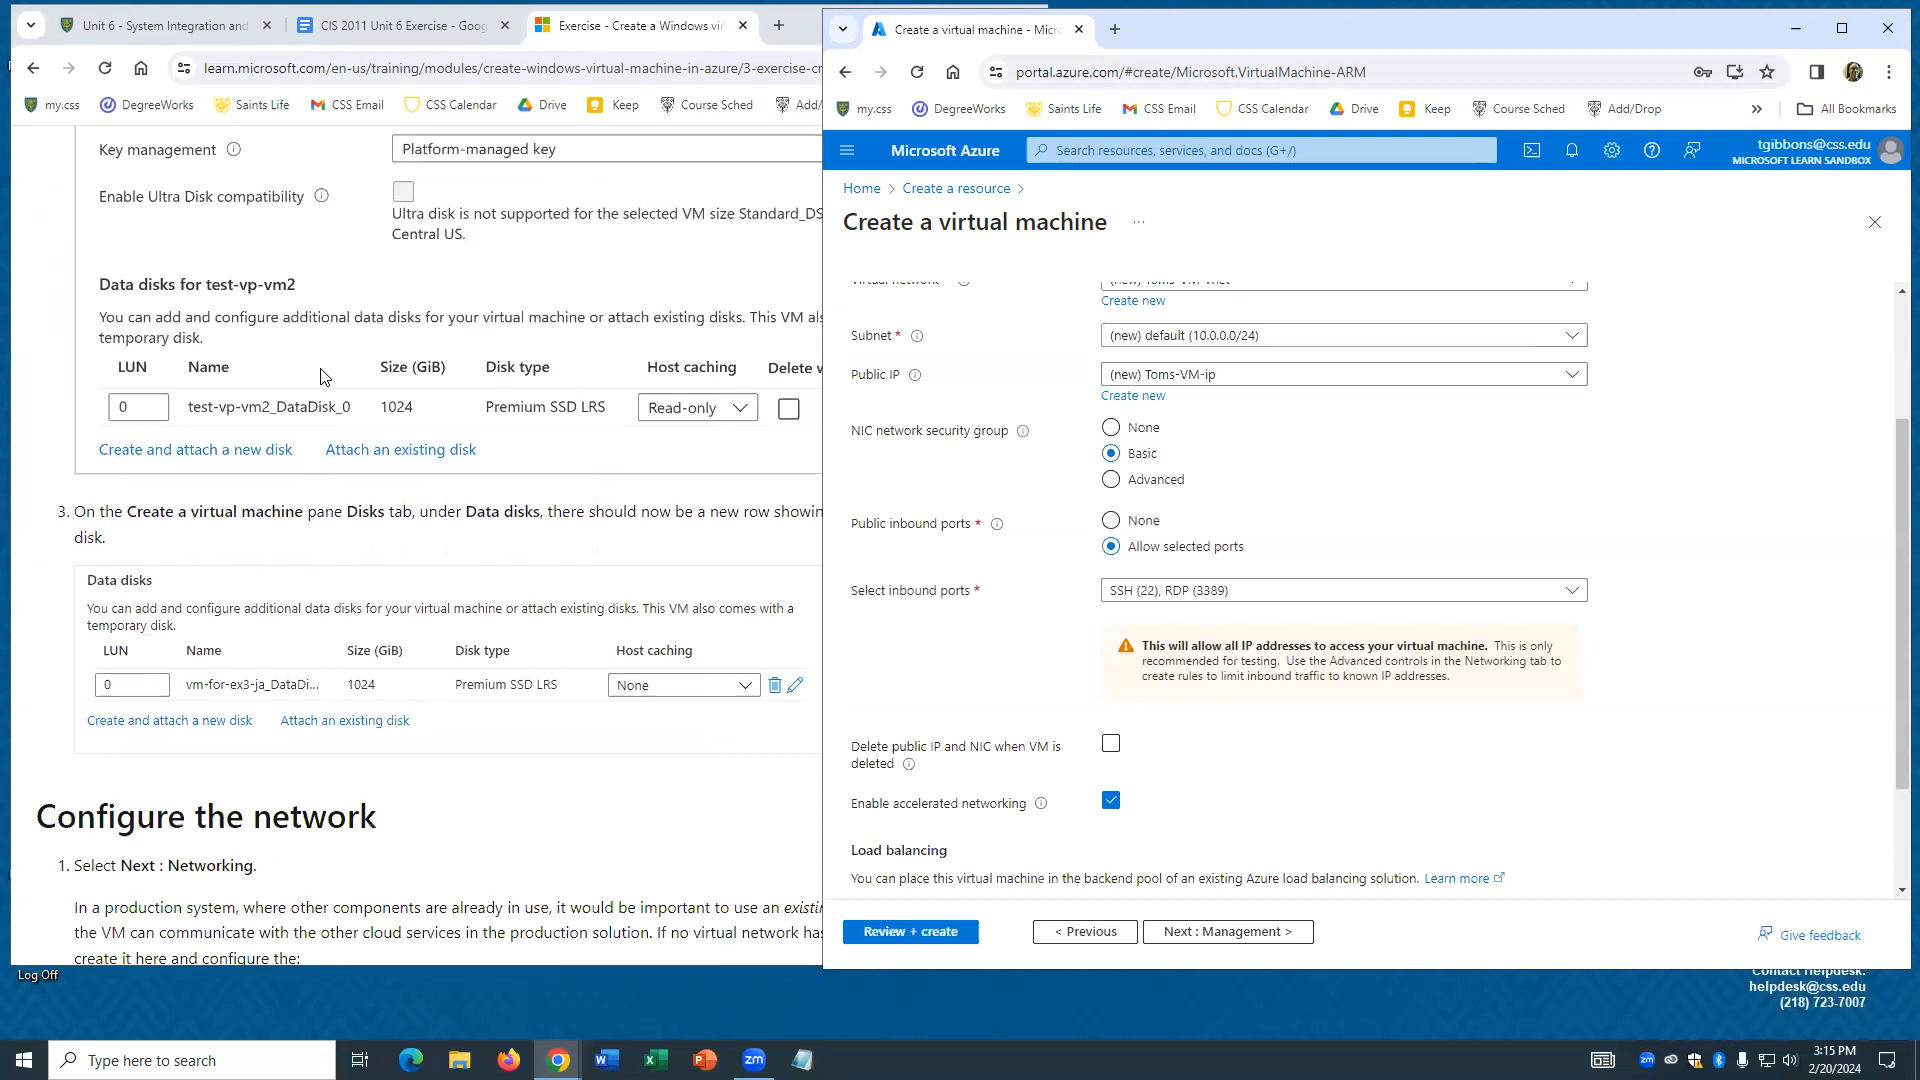 Unit 6 - System Integration and
CIS 2011 Unit 6 Exercise - Goog
Exercise - Create a Windows vir
learn.microsoft.com/en-us/training/modules/create-windows-virtual-machine-in-azure/3-exercise-cr
my.css
DegreeWorks
Saints Life
CSS Email
CSS Calendar
Drive
Keep
Course Sched
Add/
Key management
Platform-managed key
Enable Ultra Disk compatibility
Ultra disk is not supported for the selected VM size Standard_DS
Central US.
Data disks for test-vp-vm2
You can add and configure additional data disks for your virtual machine or attach existing disks. This VM als
temporary disk.
LUN Name Size (GiB) Disk type Host caching Delete w
0 test-vp-vm2_DataDisk_0 1024 Premium SSD LRS Read-only
Create and attach a new disk Attach an existing disk
3. On the Create a virtual machine pane Disks tab, under Data disks, there should now be a new row showin
disk.
Data disks
You can add and configure additional data disks for your virtual machine or attach existing disks. This VM also comes with a
temporary disk.
LUN Name Size (GiB) Disk type Host caching
0 vm-for-ex3-ja_DataDi... 1024 Premium SSD LRS None
Create and attach a new disk Attach an existing disk
Configure the network
1. Select Next : Networking.
In a production system, where other components are already in use, it would be important to use an existin
the VM can communicate with the other cloud services in the production solution. If no virtual network has
create it here and configure the:
Create a virtual machine - Micro
portal.azure.com/#create/Microsoft.VirtualMachine-ARM
my.css
DegreeWorks
Saints Life
CSS Email
CSS Calendar
Drive
Keep
Course Sched
Add/Drop
»
All Bookmarks
Microsoft Azure
Search resources, services, and docs (G+/)
tgibbons@css.edu
MICROSOFT LEARN SANDBOX
Home > Create a resource >
Create a virtual machine ...
Virtual network
(new) Toms-VM-vnet
Create new
Subnet *
(new) default (10.0.0.0/24)
Public IP
(new) Toms-VM-ip
Create new
NIC network security group
None
Basic
Advanced
Public inbound ports *
None
Allow selected ports
Select inbound ports *
SSH (22), RDP (3389)
This will allow all IP addresses to access your virtual machine. This is only
recommended for testing. Use the Advanced controls in the Networking tab to
create rules to limit inbound traffic to known IP addresses.
Delete public IP and NIC when VM is
deleted
Enable accelerated networking
Load balancing
You can place this virtual machine in the backend pool of an existing Azure load balancing solution. Learn more
Review + create
< Previous
Next : Management >
Give feedback
Log Off
Contact Helpdesk:
helpdesk@css.edu
(218) 723-7007
Type here to search
zm
zm
3:15 PM
2/20/2024